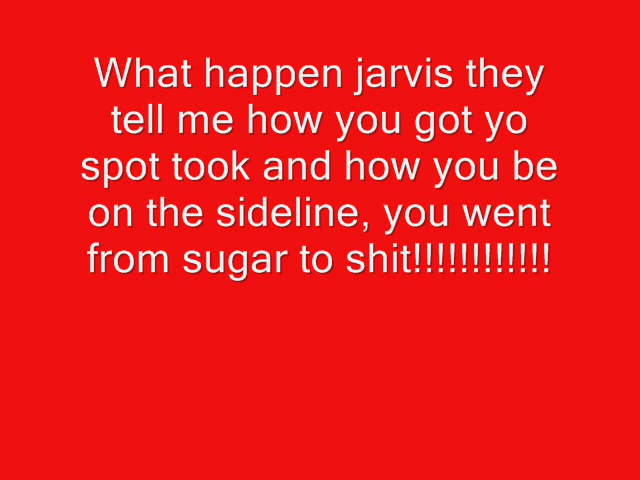 What happen jarvis they
tell me how you got yo
spot took and how you be
on the sideline, you went
from sugar to shit!!!!!!!!!!!!